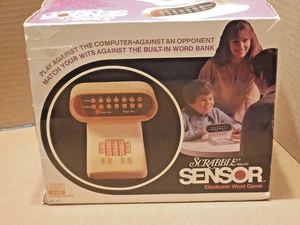 PLAY AGAINST THE COMPUTER•AGAINST AN OPPONENT
MATCH YOUR WITS AGAINST THE BUILT-IN WORD BANK
SCRABBLE
BRAND
SENSOR
Electronic Word Game